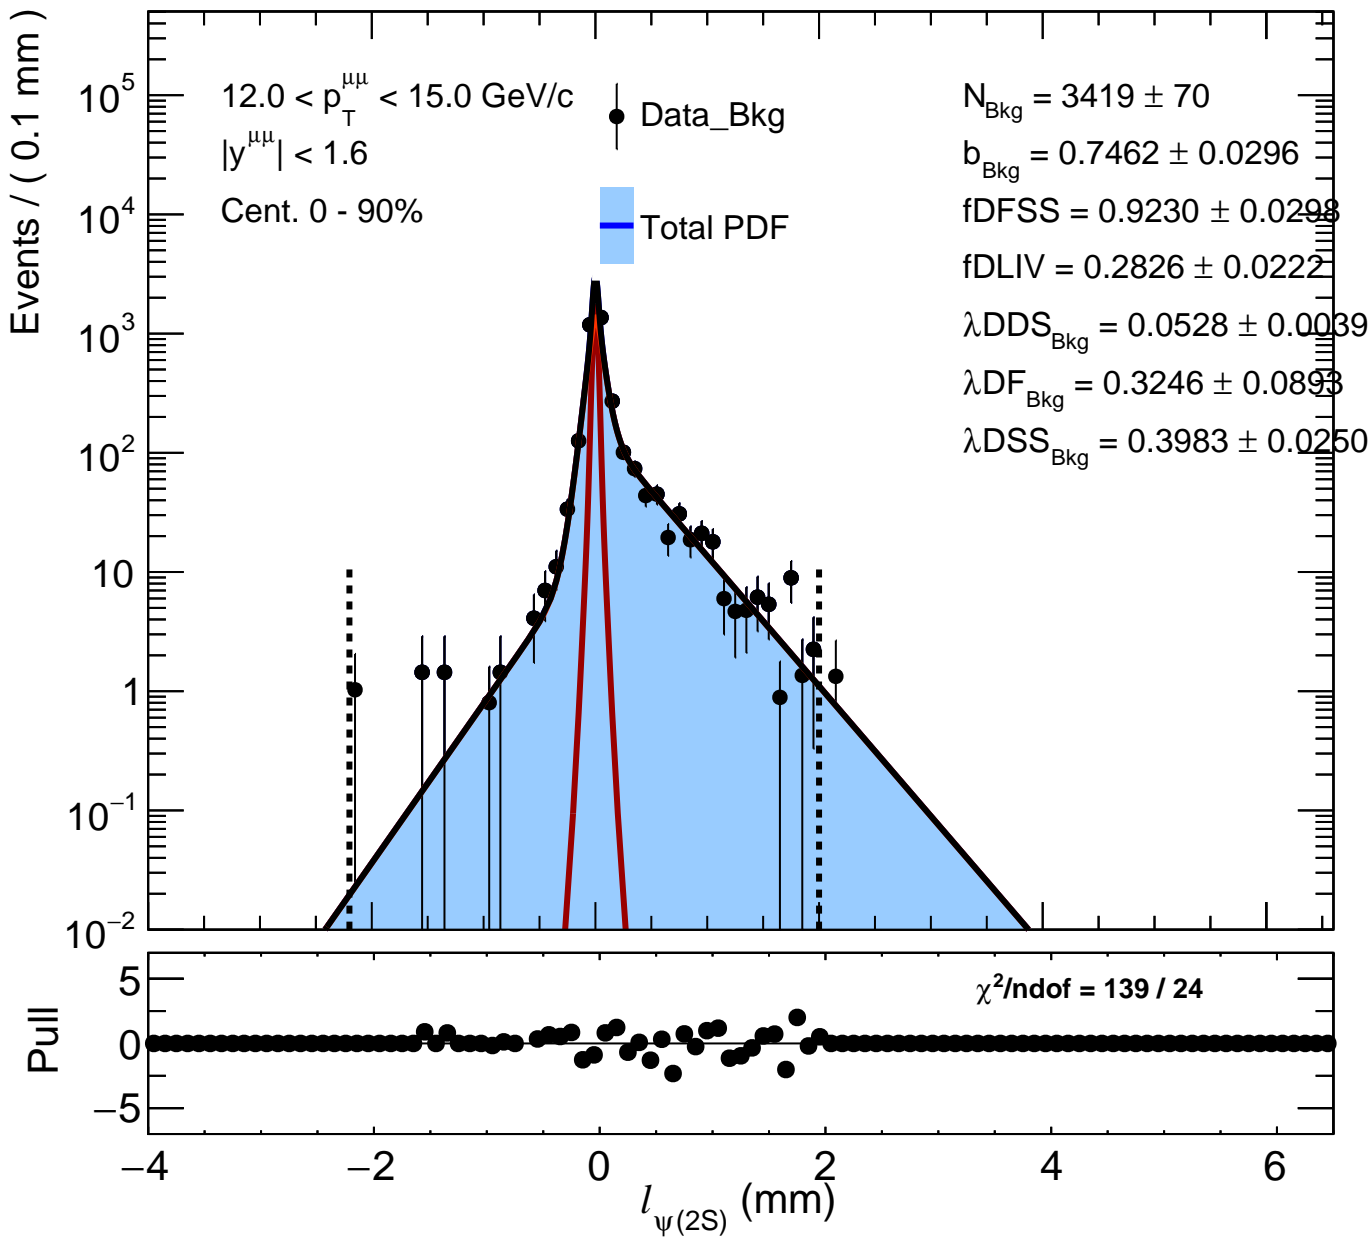 Events / ( 0.1 mm )
10^5
10^4
10^3
10^2
10
1
10^−1
10^−2
12.0 < p_T^μμ < 15.0 GeV/c
|y^μμ| < 1.6
Cent. 0 - 90%
Data_Bkg
Total PDF
N_Bkg = 3419 ± 70
b_Bkg = 0.7462 ± 0.0296
fDFSS = 0.9230 ± 0.0298
fDLIV = 0.2826 ± 0.0222
λDDS_Bkg = 0.0528 ± 0.0039
λDF_Bkg = 0.3246 ± 0.0893
λDSS_Bkg = 0.3983 ± 0.0250
Pull
5
0
−5
χ²/ndof = 139 / 24
−4 −2 0 2 4 6
l_ψ(2S) (mm)